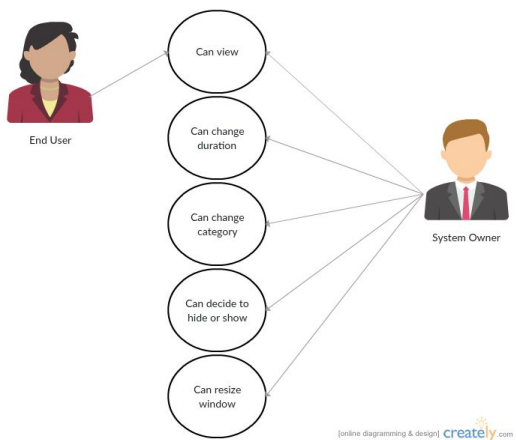 Can view
End User
Can change
duration
Can change
category
System Owner
Can decide to
hide or show
Can resize
window
[online diagramming & design] creately.com